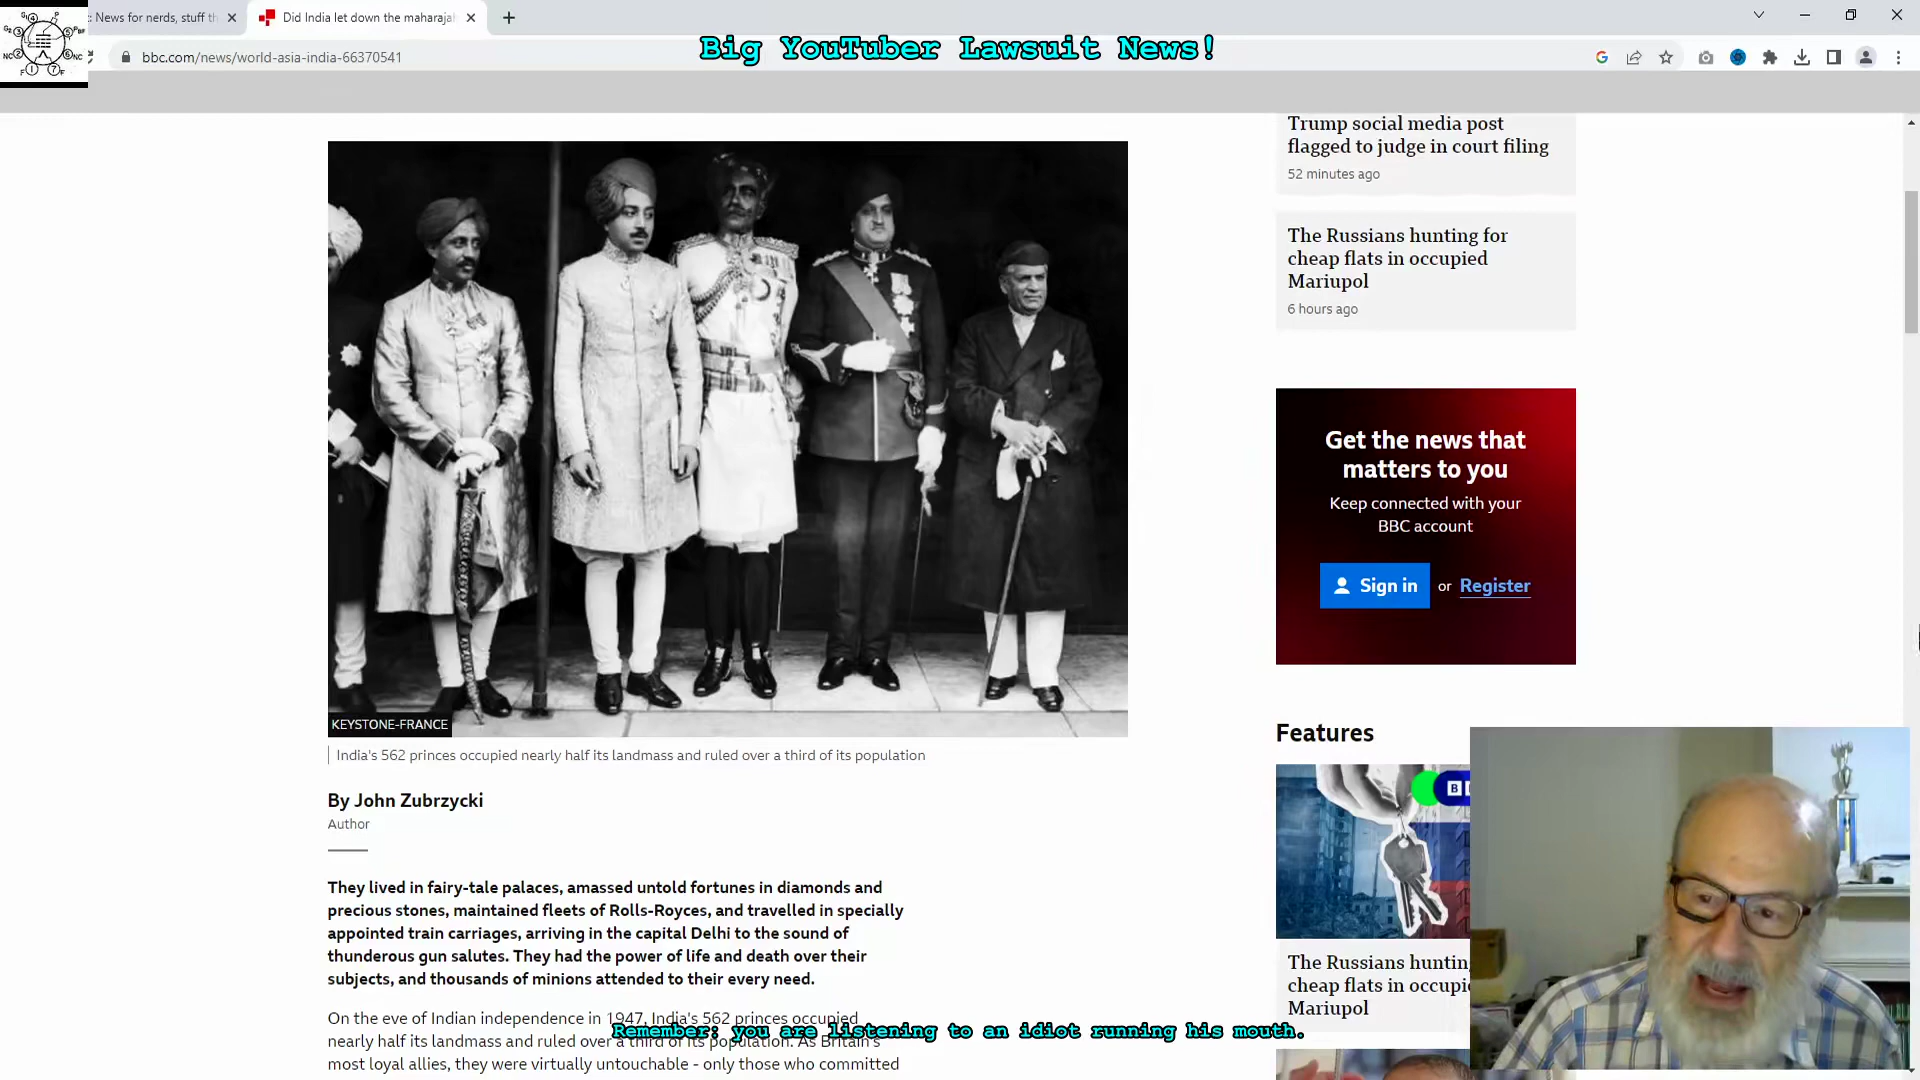 : News for nerds, stuff th
Did India let down the maharajah
bbc.com/news/world-asia-india-66370541
Big YouTuber Lawsuit News!
Trump social media post
flagged to judge in court filing
52 minutes ago
The Russians hunting for
cheap flats in occupied
Mariupol
6 hours ago
Get the news that
matters to you
Keep connected with your
BBC account
Sign in or Register
KEYSTONE-FRANCE
India's 562 princes occupied nearly half its landmass and ruled over a third of its population
By John Zubrzycki
Author
They lived in fairy-tale palaces, amassed untold fortunes in diamonds and
precious stones, maintained fleets of Rolls-Royces, and travelled in specially
appointed train carriages, arriving in the capital Delhi to the sound of
thunderous gun salutes. They had the power of life and death over their
subjects, and thousands of minions attended to their every need.
On the eve of Indian independence in 1947, India's 562 princes occupied
nearly half its landmass and ruled over a third of its population. As Britain's
most loyal allies, they were virtually untouchable - only those who committed
Features
B
The Russians hunting
cheap flats in occupi
Mariupol
Remember: you are listening to an idiot running his mouth.